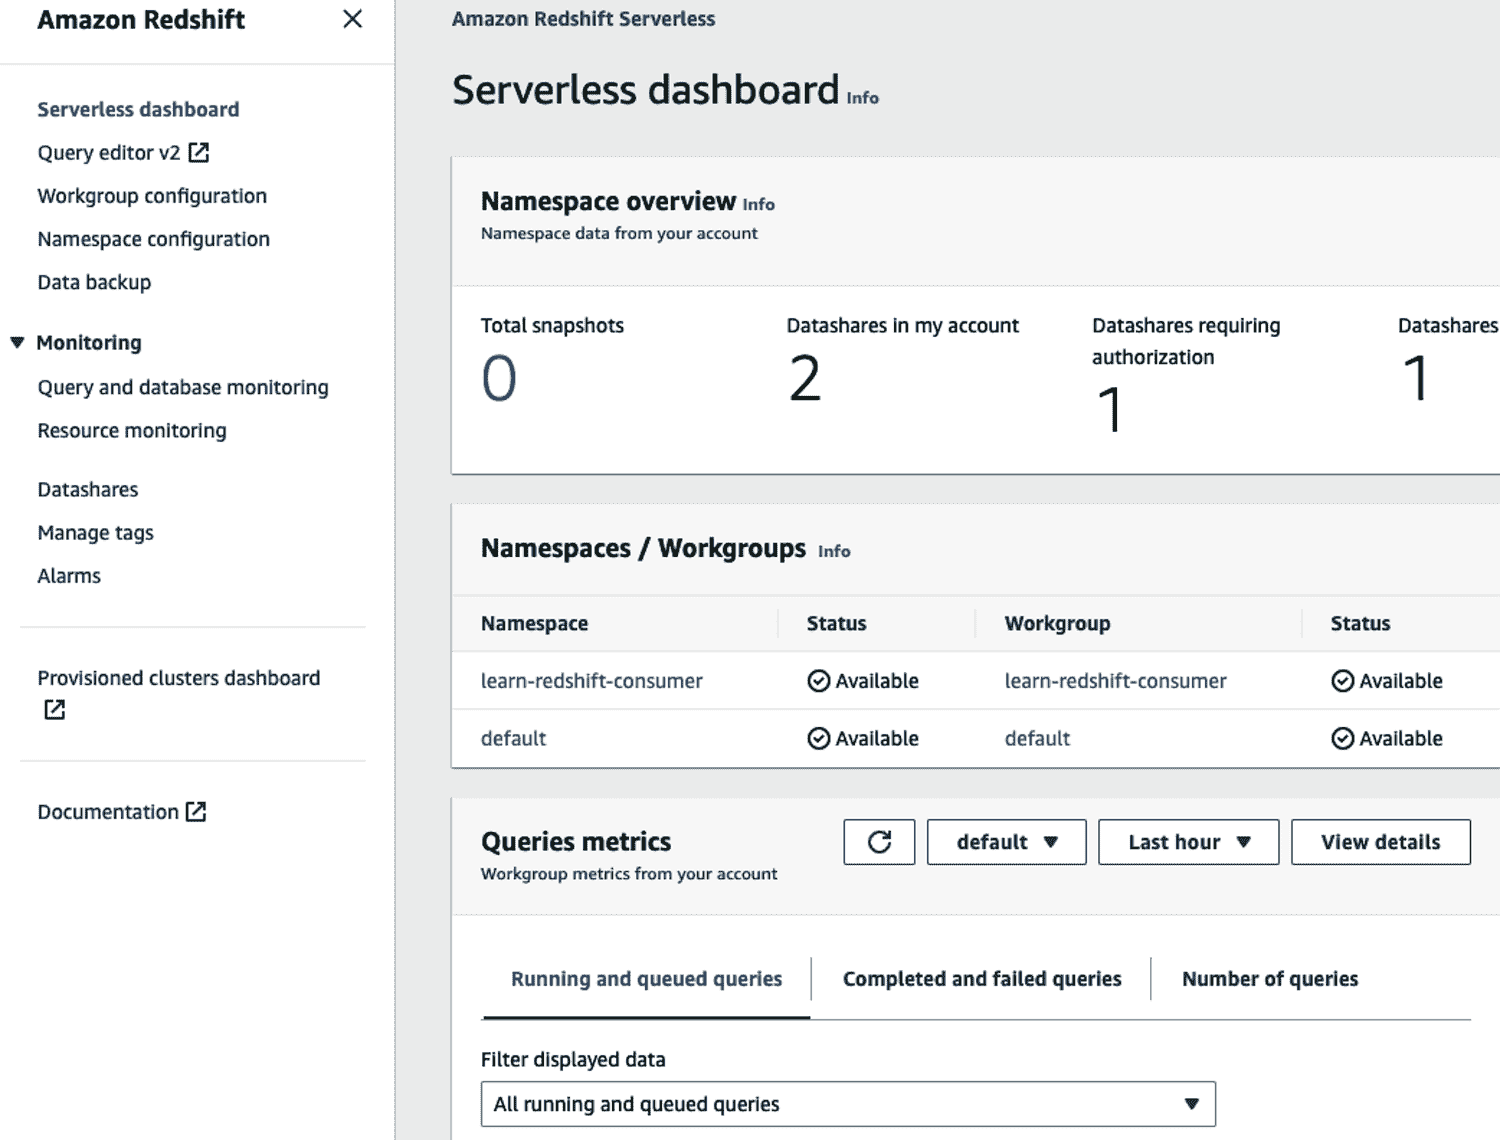 Amazon Redshift
Serverless dashboard
Query editor v2
Workgroup configuration
Namespace configuration
Data backup
Monitoring
Query and database monitoring
Resource monitoring
Datashares
Manage tags
Alarms
Provisioned clusters dashboard
Documentation
Amazon Redshift Serverless
Serverless dashboard Info
Namespace overview Info
Namespace data from your account
Total snapshots
0
Datashares in my account
2
Datashares requiring
authorization
1
Datashares
1
Namespaces / Workgroups Info
Namespace Status Workgroup Status
learn-redshift-consumer Available learn-redshift-consumer Available
default Available default Available
Queries metrics
Workgroup metrics from your account
default Last hour View details
Running and queued queries Completed and failed queries Number of queries
Filter displayed data
All running and queued queries